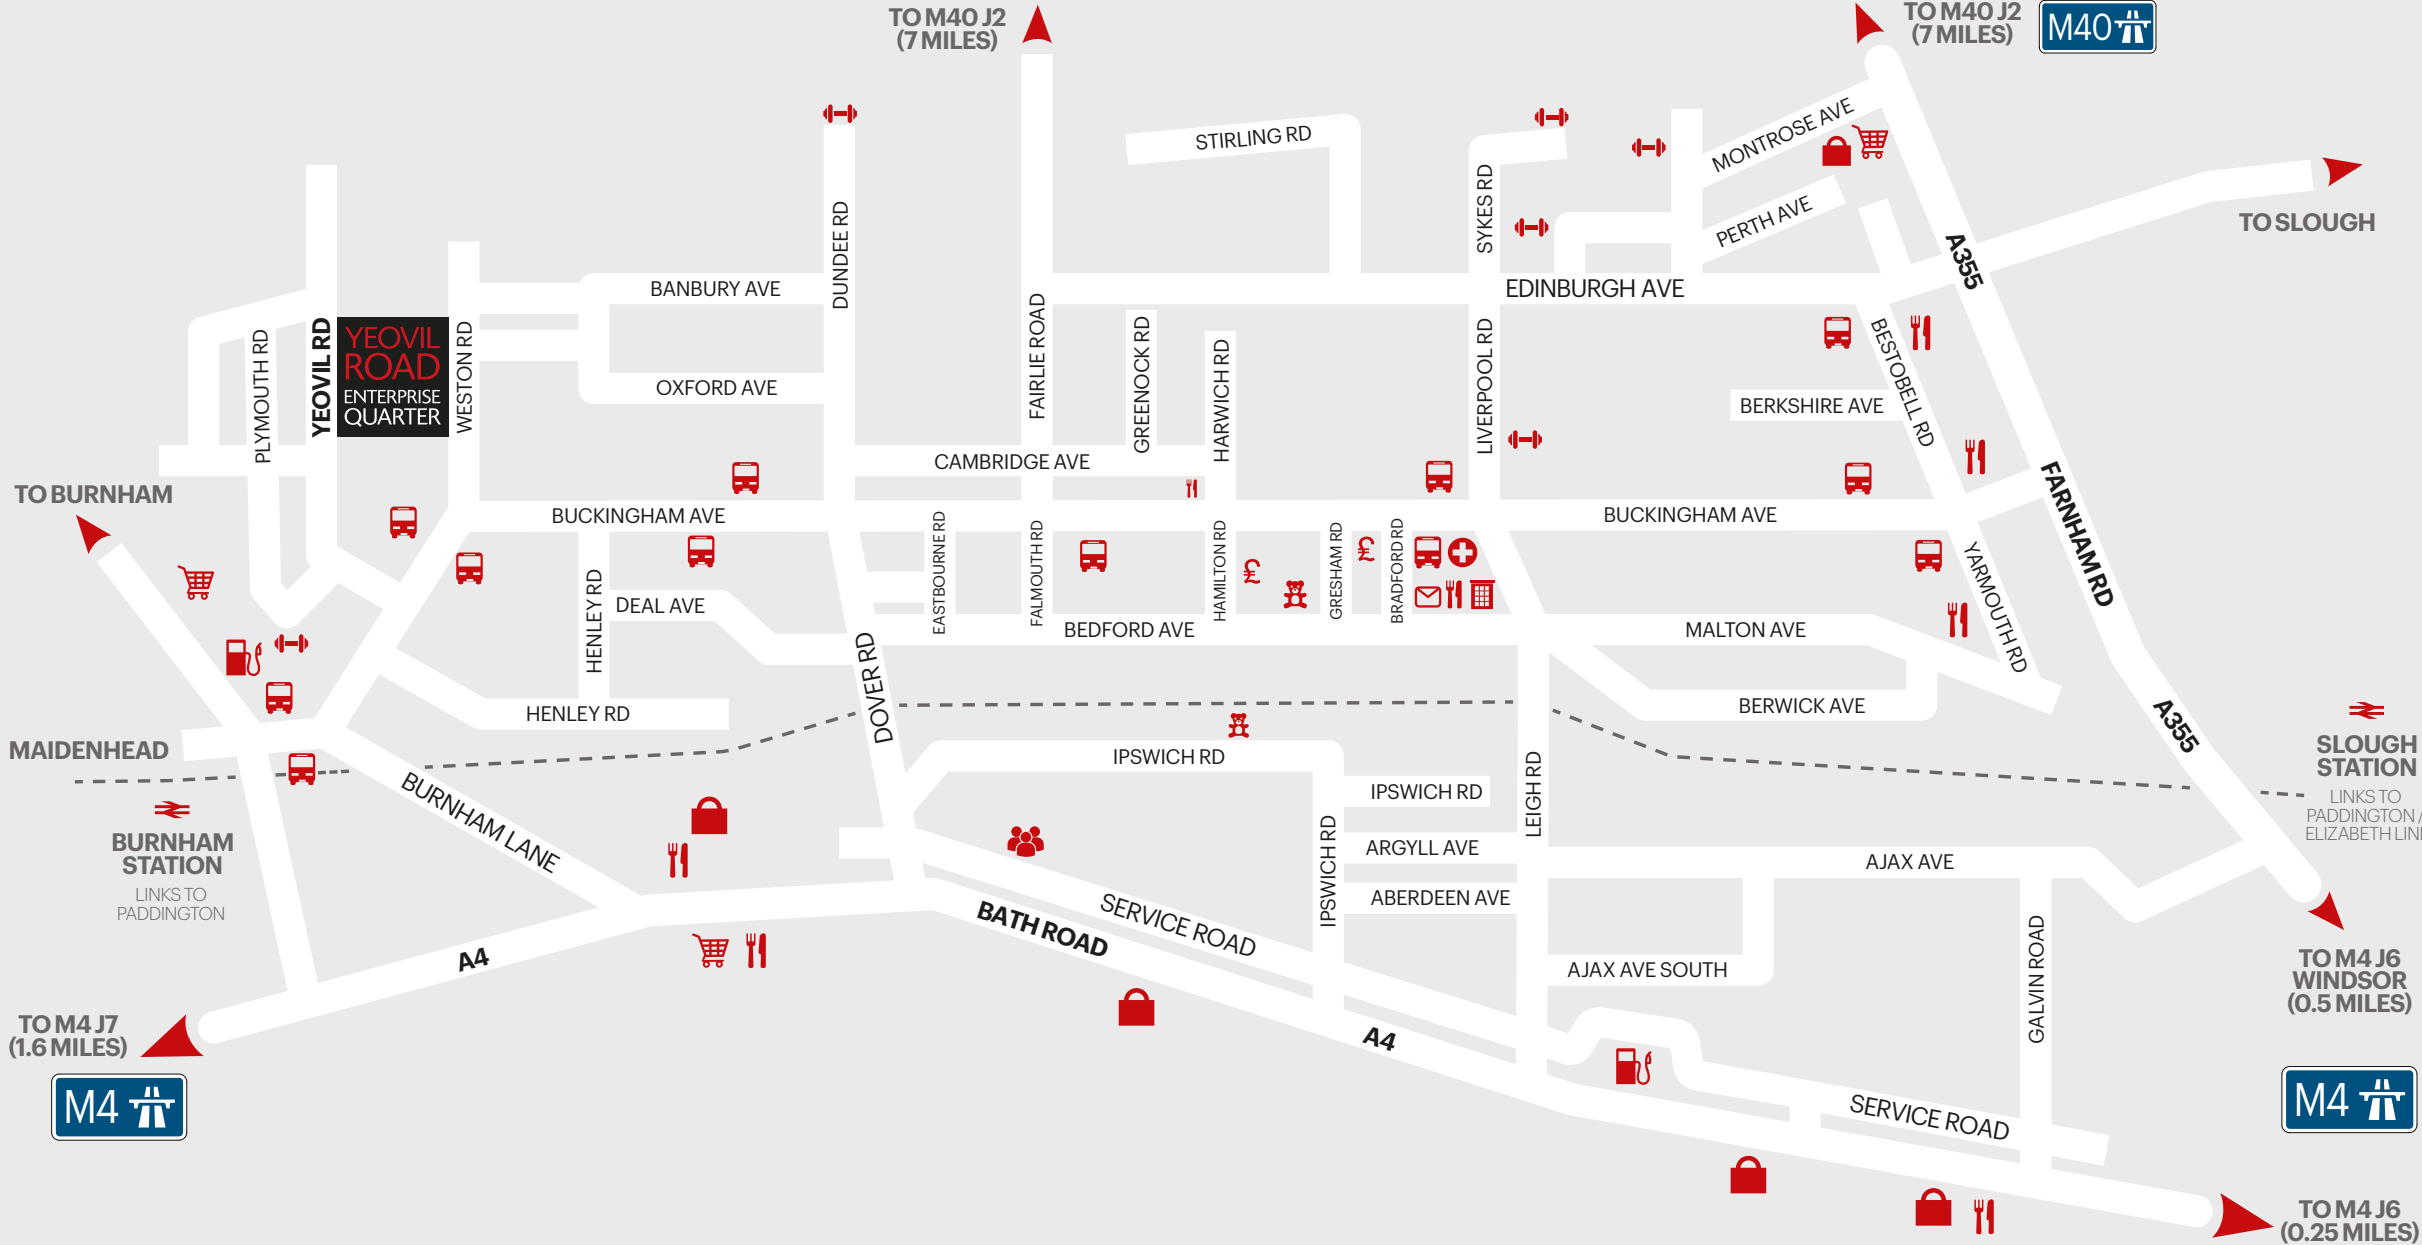 TO M40 J2
(7 MILES)
TO M40 J2
(7 MILES)
M40
STIRLING RD
MONTROSE AVE
SYKES RD
PERTH AVE
TO SLOUGH
DUNDEE RD
A355
BANBURY AVE
EDINBURGH AVE
PLYMOUTH RD
YEOVIL RD
YEOVIL
ROAD
ENTERPRISE
QUARTER
WESTON RD
OXFORD AVE
FAIRLIE ROAD
GREENOCK RD
HARWICH RD
LIVERPOOL RD
BESTOBELL RD
BERKSHIRE AVE
CAMBRIDGE AVE
TO BURNHAM
BUCKINGHAM AVE
BUCKINGHAM AVE
FARNHAM RD
EASTBOURNE RD
FALMOUTH RD
HAMILTON RD
GRESHAM RD
BRADFORD RD
YARMOUTH RD
HENLEY RD
DEAL AVE
BEDFORD AVE
MALTON AVE
DOVER RD
HENLEY RD
BERWICK AVE
A355
MAIDENHEAD
IPSWICH RD
IPSWICH RD
LEIGH RD
SLOUGH
STATION
LINKS TO
PADDINGTON /
ELIZABETH LIN
BURNHAM LANE
BURNHAM
STATION
LINKS TO
PADDINGTON
IPSWICH RD
ARGYLL AVE
AJAX AVE
ABERDEEN AVE
SERVICE ROAD
BATH ROAD
A4
AJAX AVE SOUTH
GALVIN ROAD
TO M4 J6
WINDSOR
(0.5 MILES)
TO M4 J7
(1.6 MILES)
M4
A4
M4
SERVICE ROAD
TO M4 J6
(0.25 MILES)